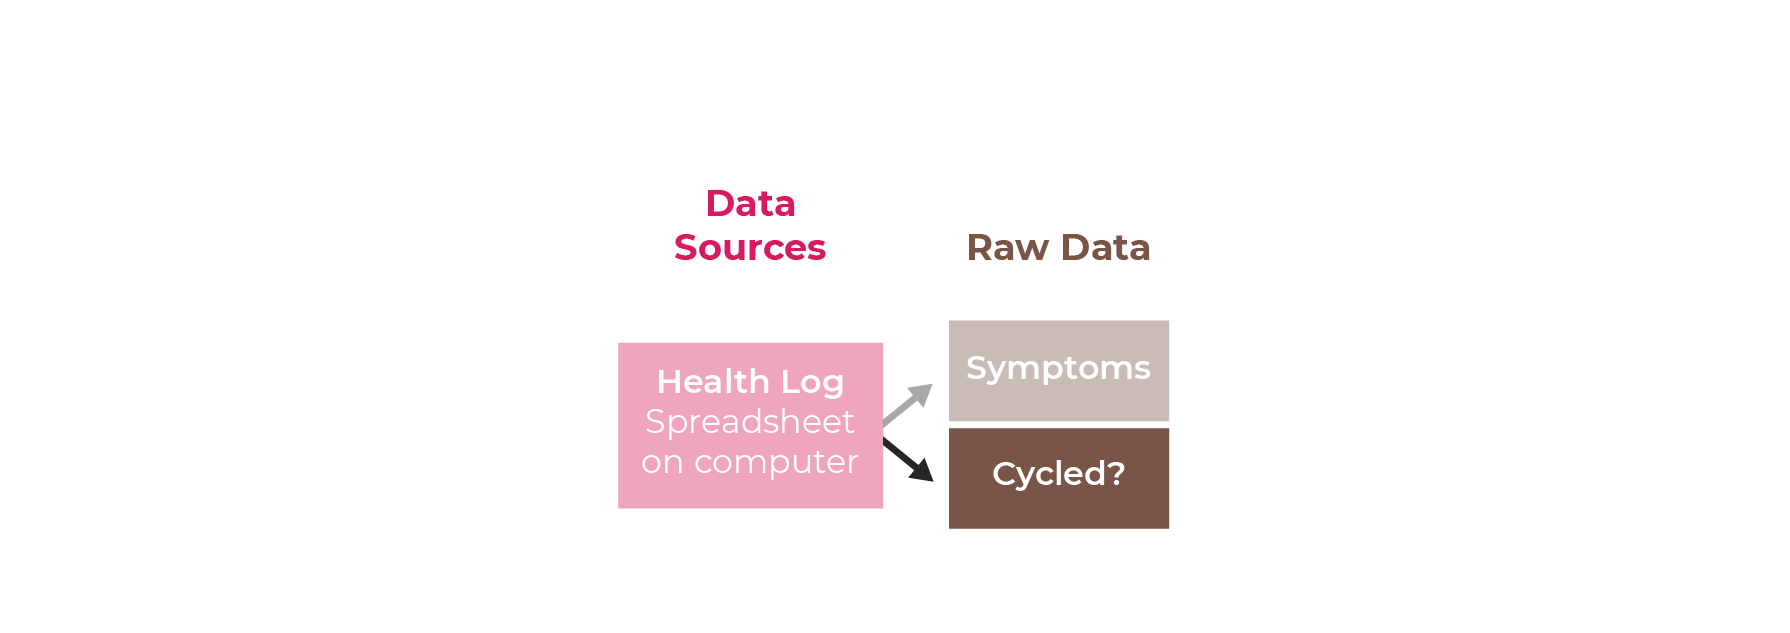 Data
Sources
Raw Data
Health Log
Spreadsheet
on computer
Symptoms
Cycled?